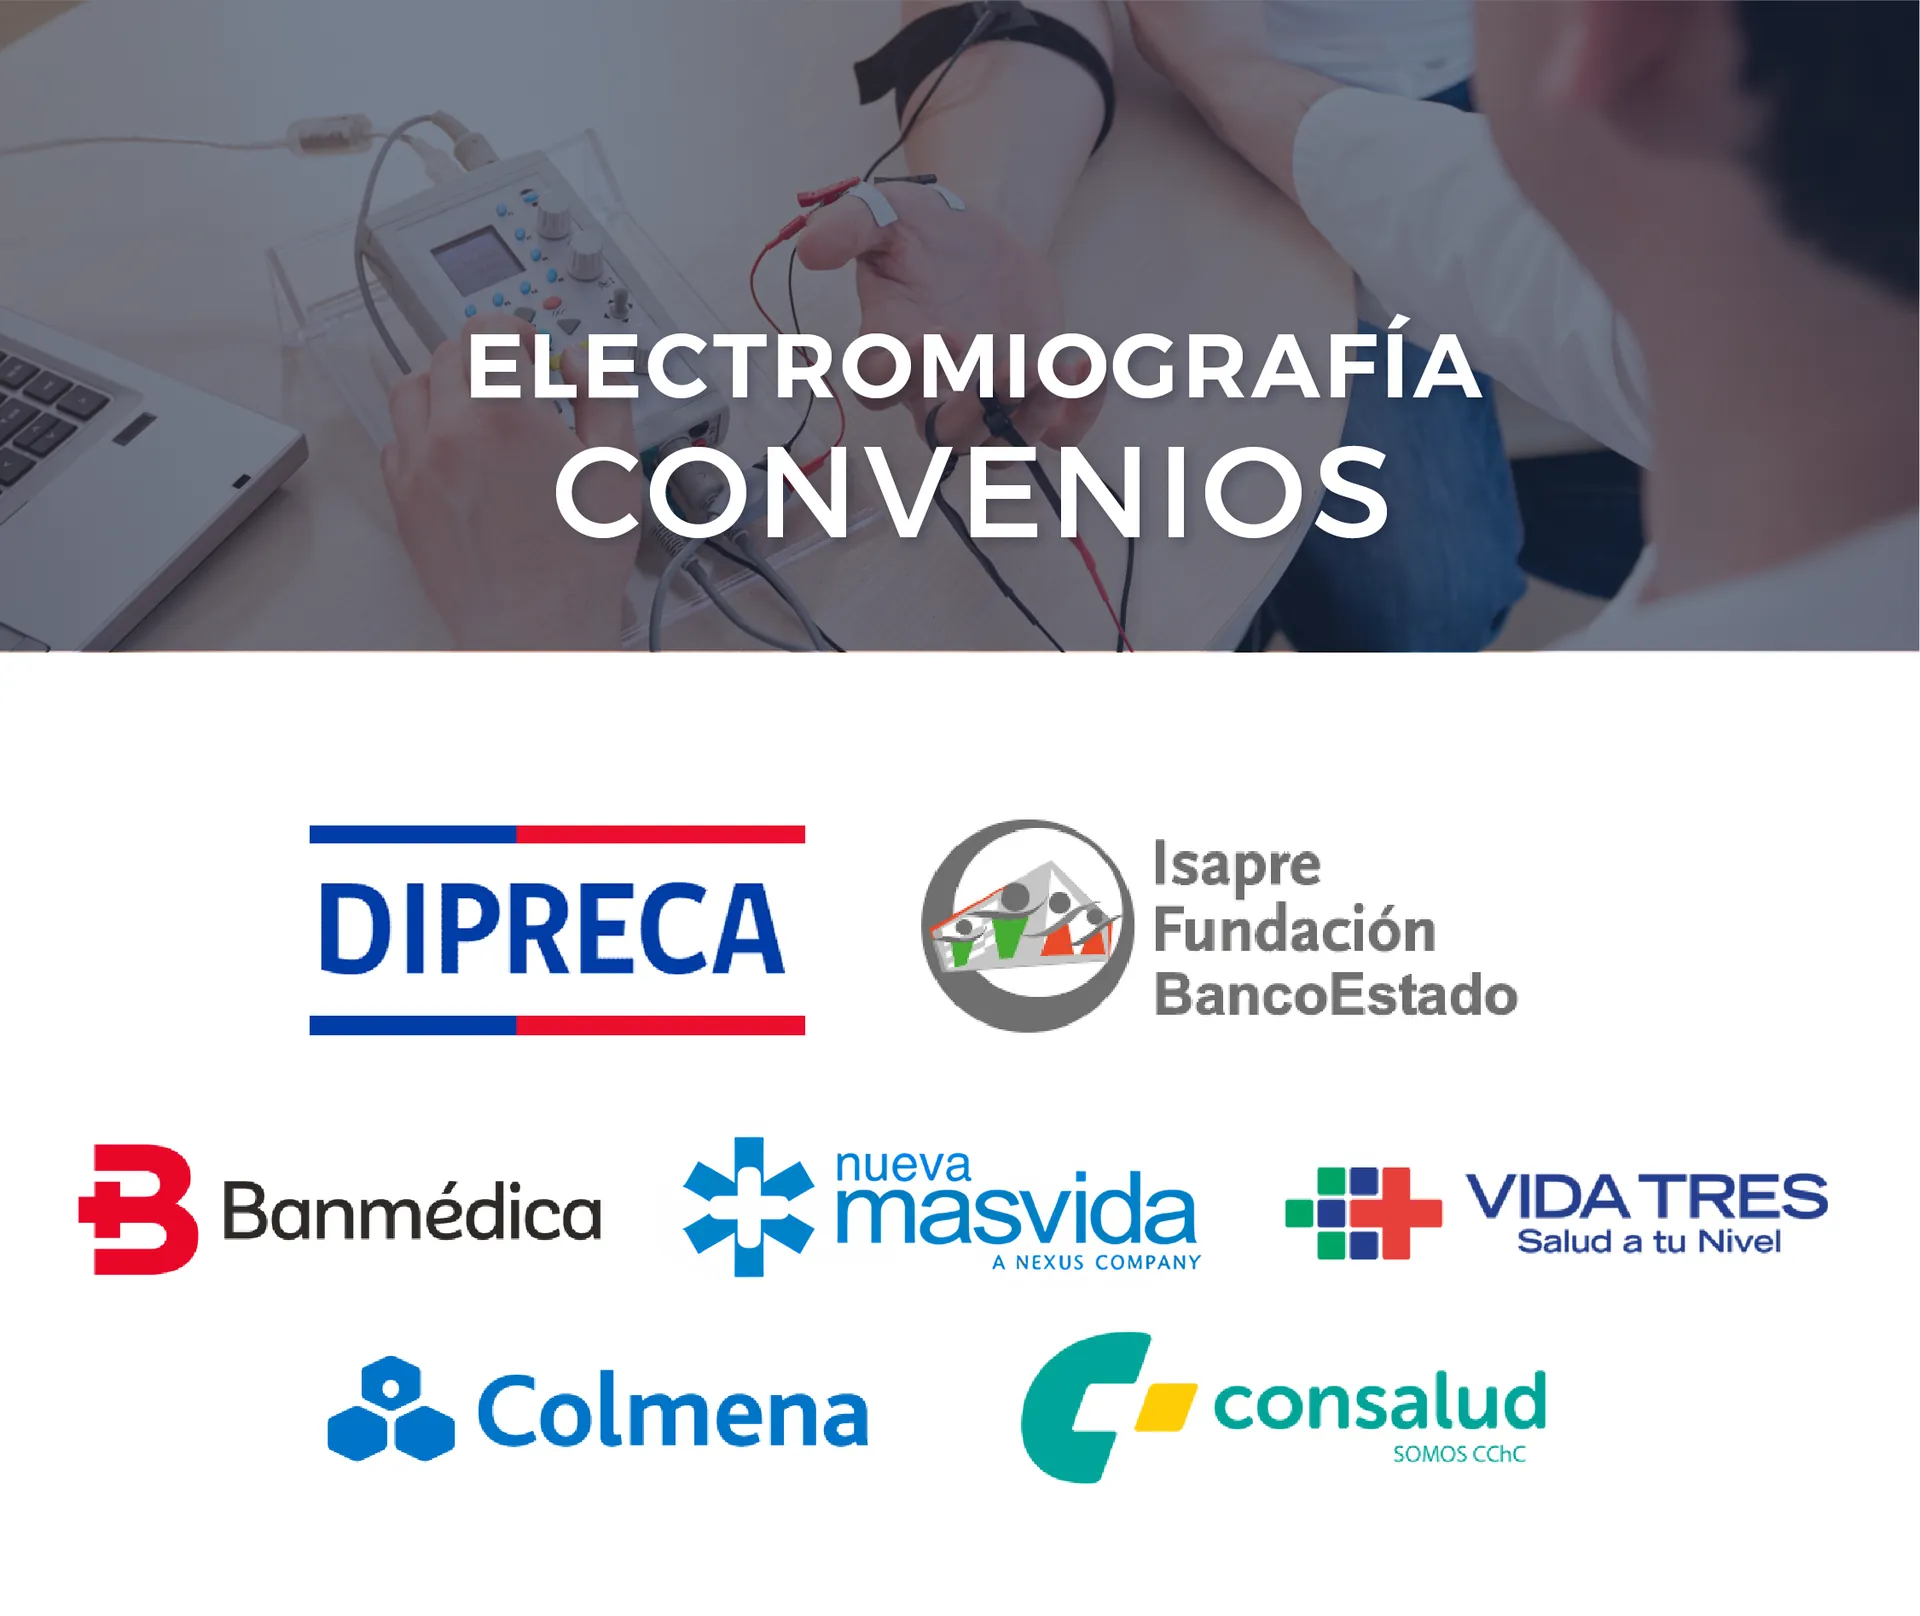 ELECTROMIOGRAFÍA
CONVENIOS
DIPRECA
Isapre
Fundación
BancoEstado
Banmédica
nueva
masvida
A NEXUS COMPANY
VIDA TRES
Salud a tu Nivel
Colmena
consalud
SOMOS CChC